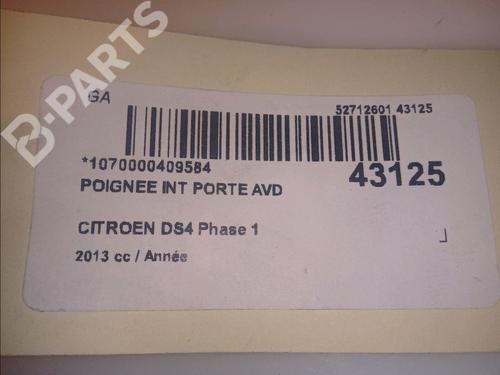 B-PARTS
GA
52712601 43125
*1070000409584
43125
POIGNEE INT PORTE AVD
CITROEN DS4 Phase 1
2013 cc / Année